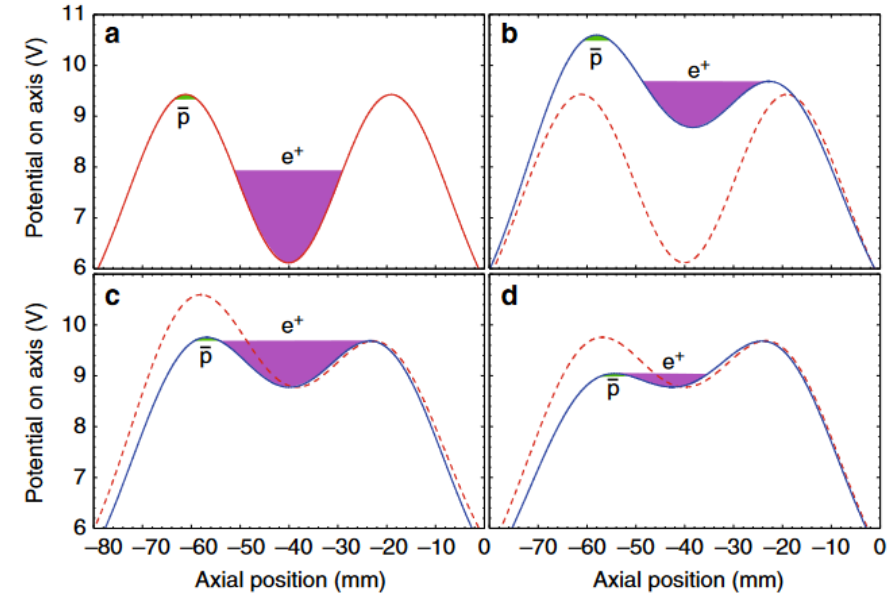 a
b
c
d
Potential on axis (V)
11
10
9
8
7
6
e+
p̅
e+
p̅
Potential on axis (V)
10
9
8
7
6
e+
p̅
e+
p̅
−80 −70 −60 −50 −40 −30 −20 −10 0
−70 −60 −50 −40 −30 −20 −10 0
Axial position (mm)
Axial position (mm)